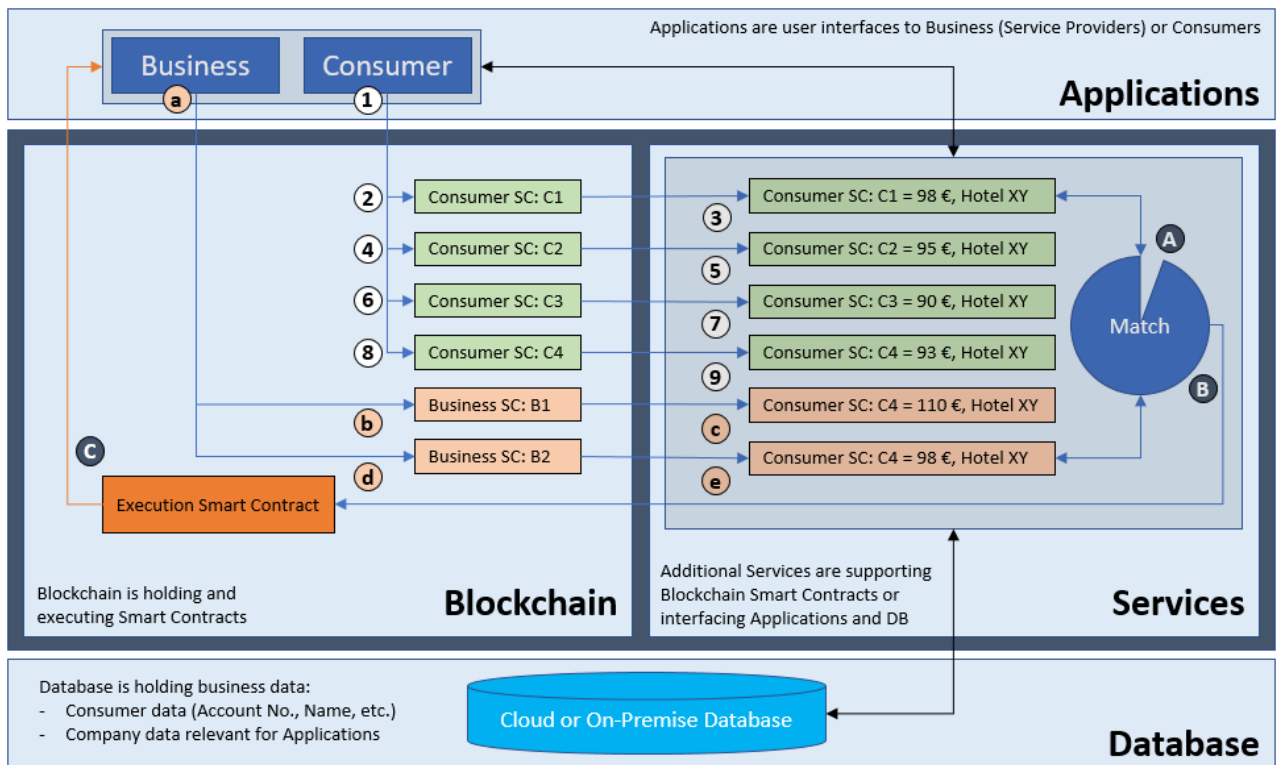 Applications are user interfaces to Business (Service Providers) or Consumers
Business
Consumer
a
1
Applications
2
Consumer SC: C1
3
Consumer SC: C1 = 98 €, Hotel XY
A
4
Consumer SC: C2
5
Consumer SC: C2 = 95 €, Hotel XY
6
Consumer SC: C3
7
Consumer SC: C3 = 90 €, Hotel XY
Match
8
Consumer SC: C4
9
Consumer SC: C4 = 93 €, Hotel XY
B
b
Business SC: B1
c
Consumer SC: C4 = 110 €, Hotel XY
C
d
Business SC: B2
e
Consumer SC: C4 = 98 €, Hotel XY
Execution Smart Contract
Blockchain is holding and
executing Smart Contracts
Blockchain
Additional Services are supporting
Blockchain Smart Contracts or
interfacing Applications and DB
Services
Database is holding business data:
- Consumer data (Account No., Name, etc.)
- Company data relevant for Applications
Cloud or On-Premise Database
Database